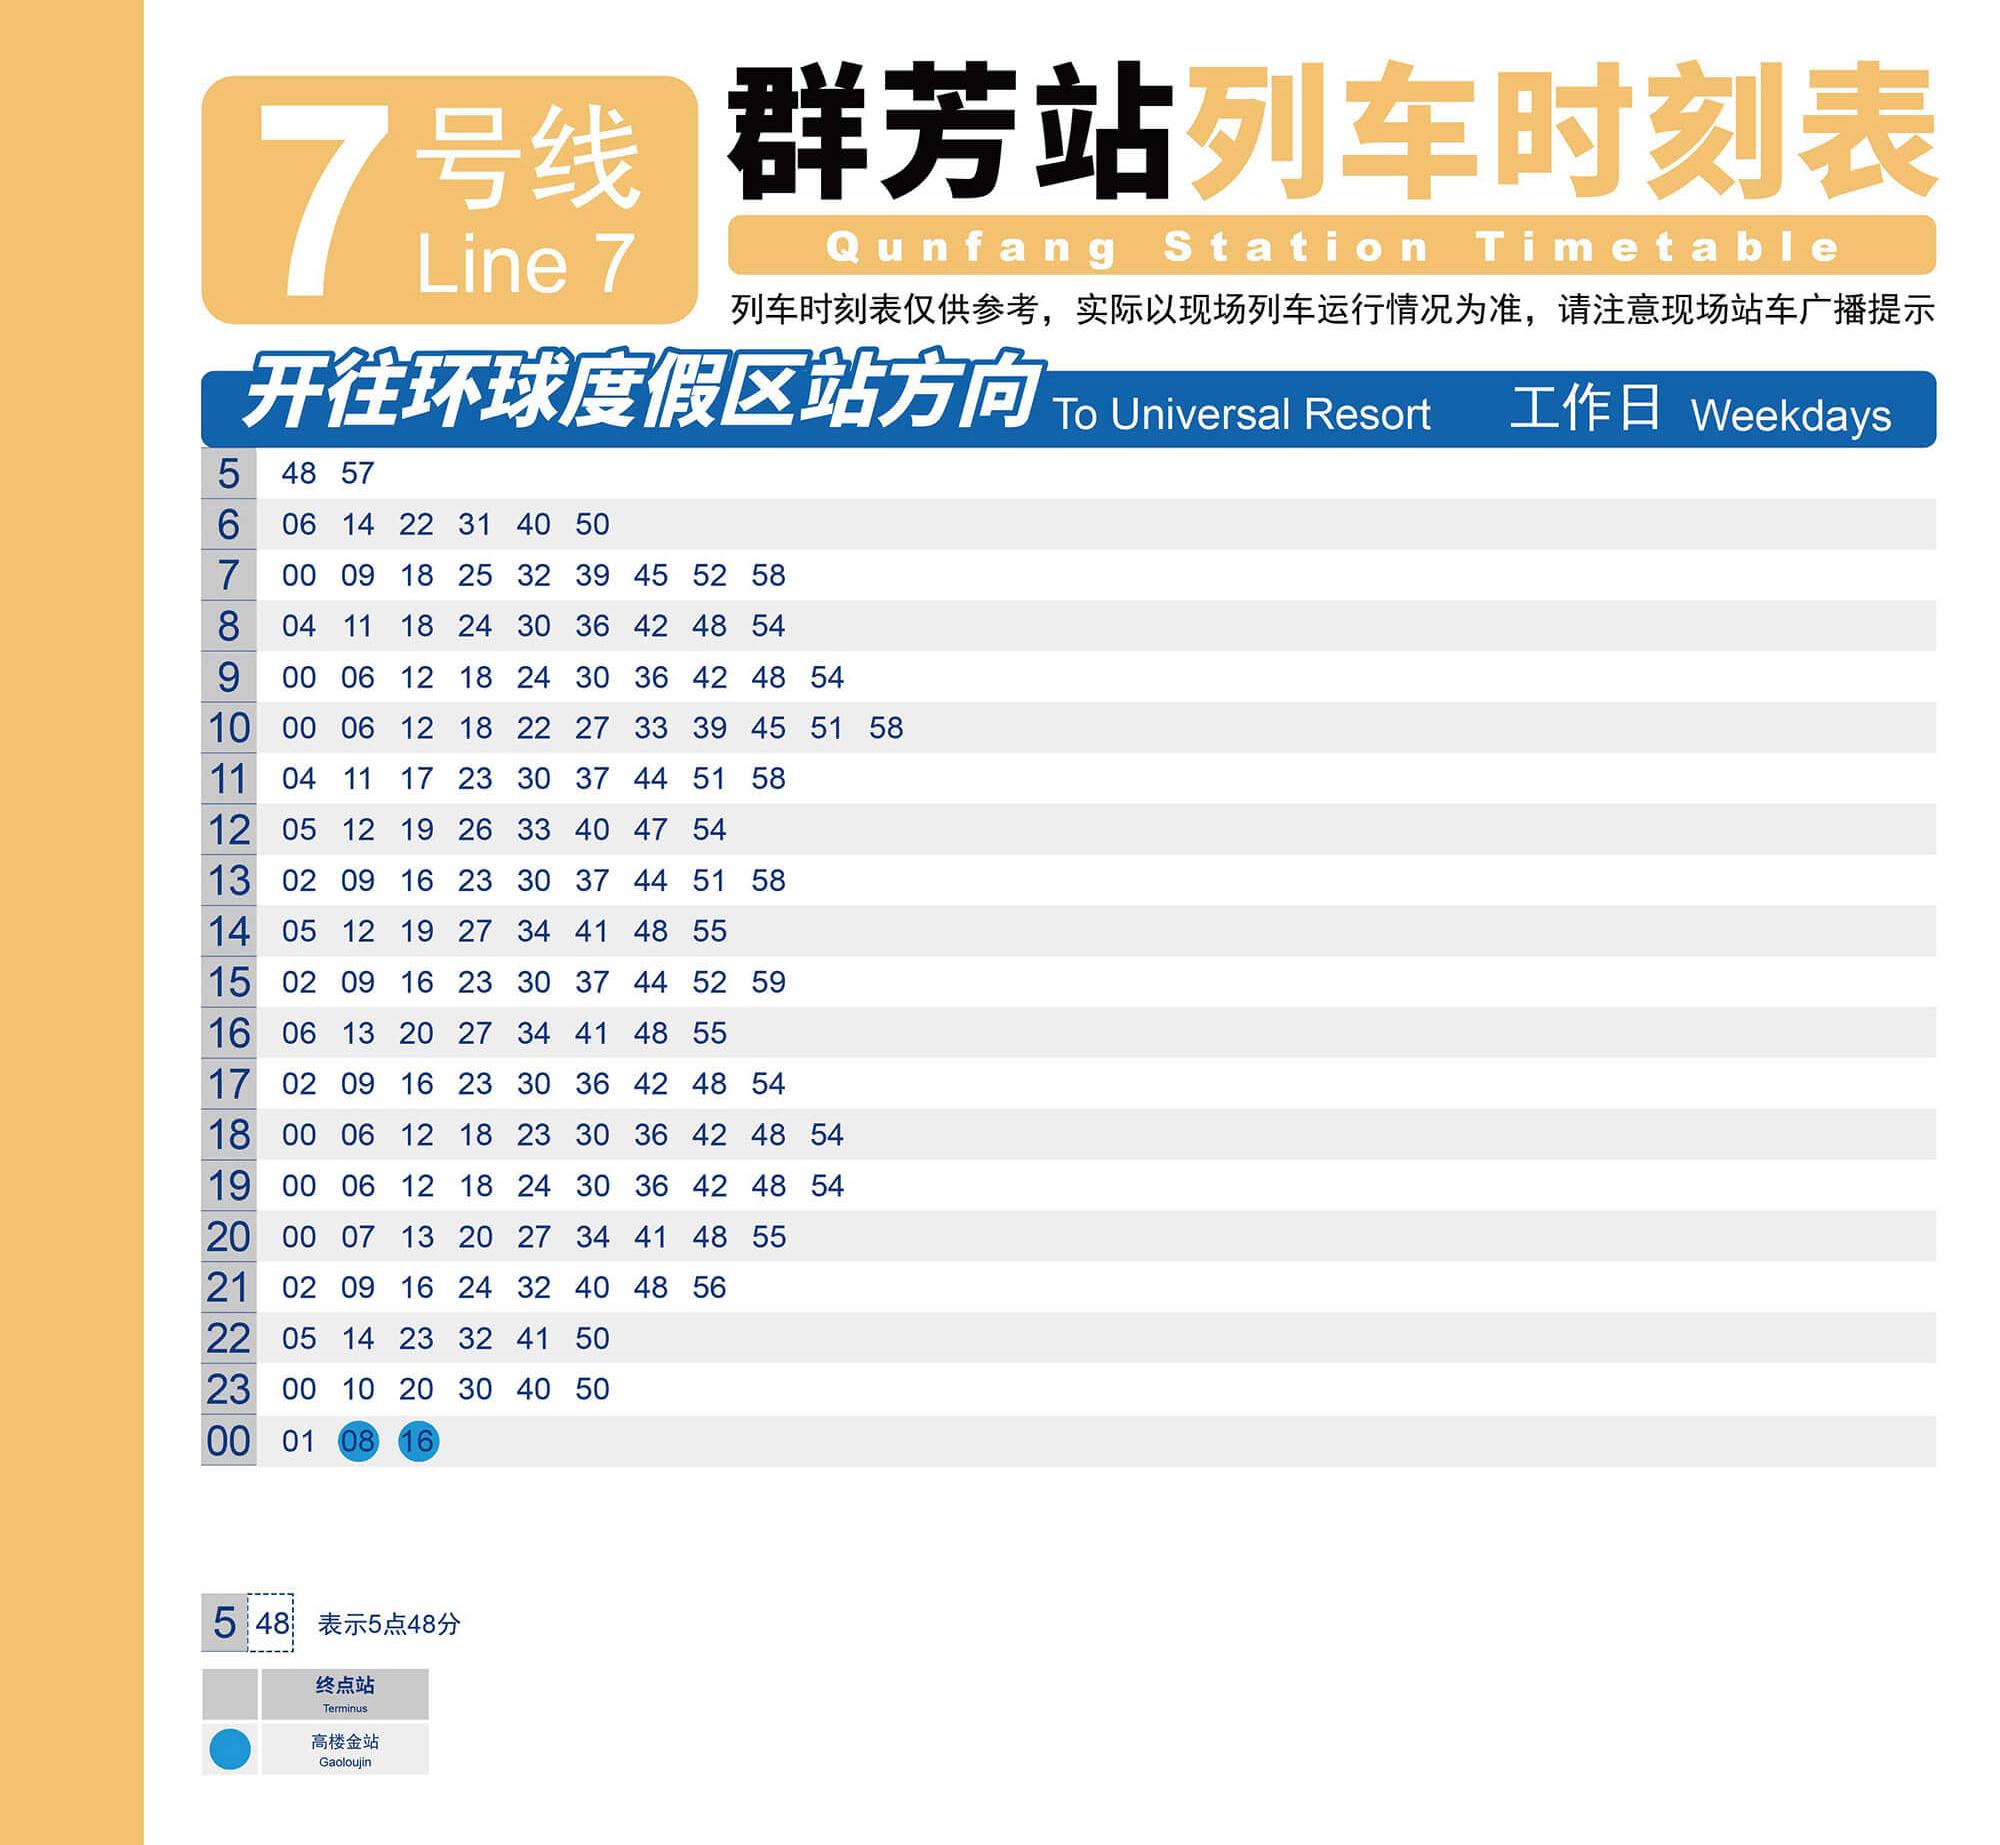 7号线
Line 7
群芳站列车时刻表
Qunfang Station Timetable
列车时刻表仅供参考，实际以现场列车运行情况为准，请注意现场站车广播提示
开往环球度假区站方向 To Universal Resort 工作日 Weekdays
5 48 57
6 06 14 22 31 40 50
7 00 09 18 25 32 39 45 52 58
8 04 11 18 24 30 36 42 48 54
9 00 06 12 18 24 30 36 42 48 54
10 00 06 12 18 22 27 33 39 45 51 58
11 04 11 17 23 30 37 44 51 58
12 05 12 19 26 33 40 47 54
13 02 09 16 23 30 37 44 51 58
14 05 12 19 27 34 41 48 55
15 02 09 16 23 30 37 44 52 59
16 06 13 20 27 34 41 48 55
17 02 09 16 23 30 36 42 48 54
18 00 06 12 18 23 30 36 42 48 54
19 00 06 12 18 24 30 36 42 48 54
20 00 07 13 20 27 34 41 48 55
21 02 09 16 24 32 40 48 56
22 05 14 23 32 41 50
23 00 10 20 30 40 50
00 01 08 16
5 48 表示5点48分
终点站
Terminus
高楼金站
Gaoloujin